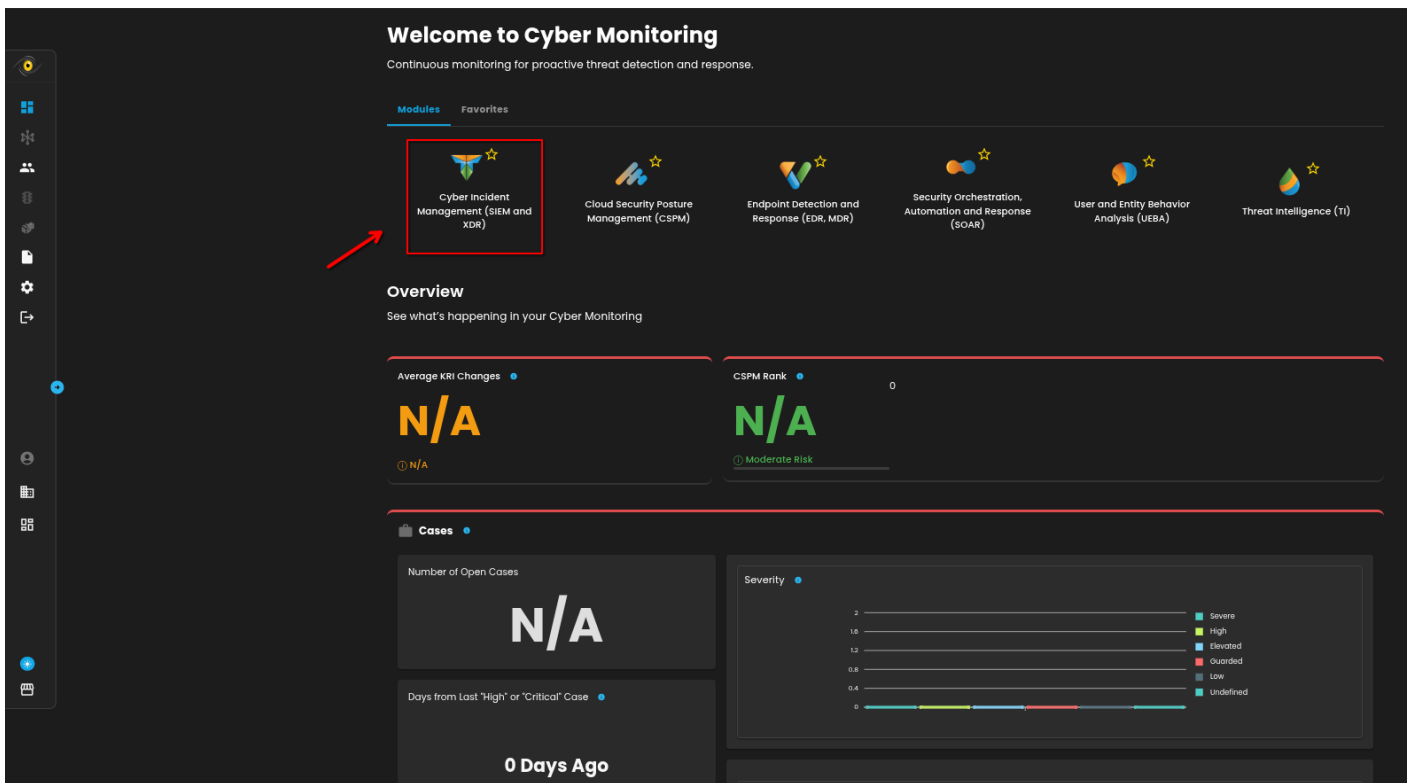 Welcome to Cyber Monitoring
Continuous monitoring for proactive threat detection and response.
Modules
Favorites
Cyber Incident
Management (SIEM and
XDR)
Cloud Security Posture
Management (CSPM)
Endpoint Detection and
Response (EDR, MDR)
Security Orchestration,
Automation and Response
(SOAR)
User and Entity Behavior
Analysis (UEBA)
Threat Intelligence (TI)
Overview
See what's happening in your Cyber Monitoring
Average KRI Changes
N/A
N/A
CSPM Rank
0
N/A
Moderate Risk
Cases
Number of Open Cases
N/A
Days from Last "High" or "Critical" Case
0 Days Ago
Severity
2
1.6
1.2
0.8
0.4
0
Severe
High
Elevated
Guarded
Low
Undefined